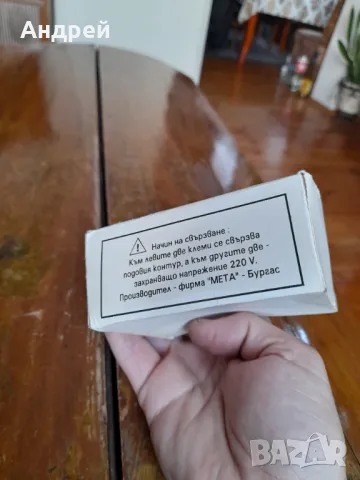 Андрей
Начин на свързване :
Към левите две клеми се свързва
подовия контур, а към другите две -
захранващо напрежение 220 V.
Производител - фирма "МЕТА" - Бургас
BAZAR